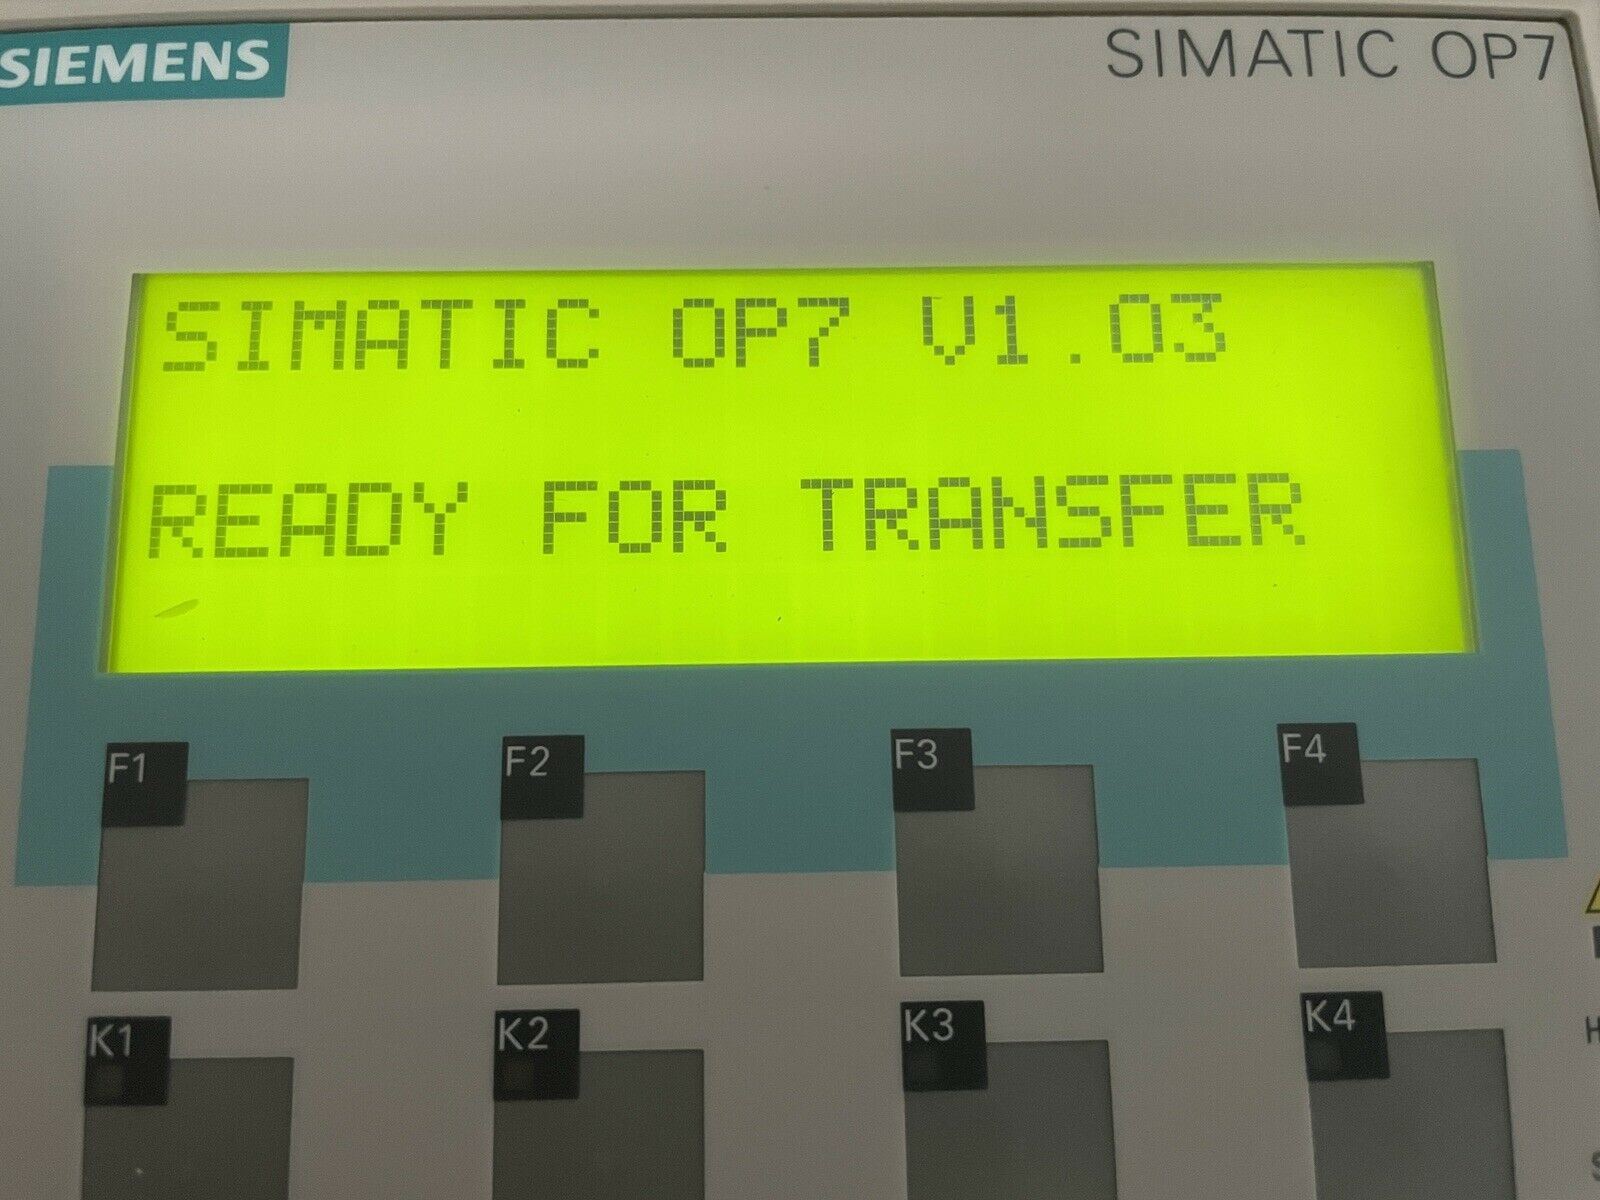 SIEMENS
SIMATIC OP7
SIMATIC OP7 V1.03
READY FOR TRANSFER
F1 F2 F3 F4
K1 K2 K3 K4